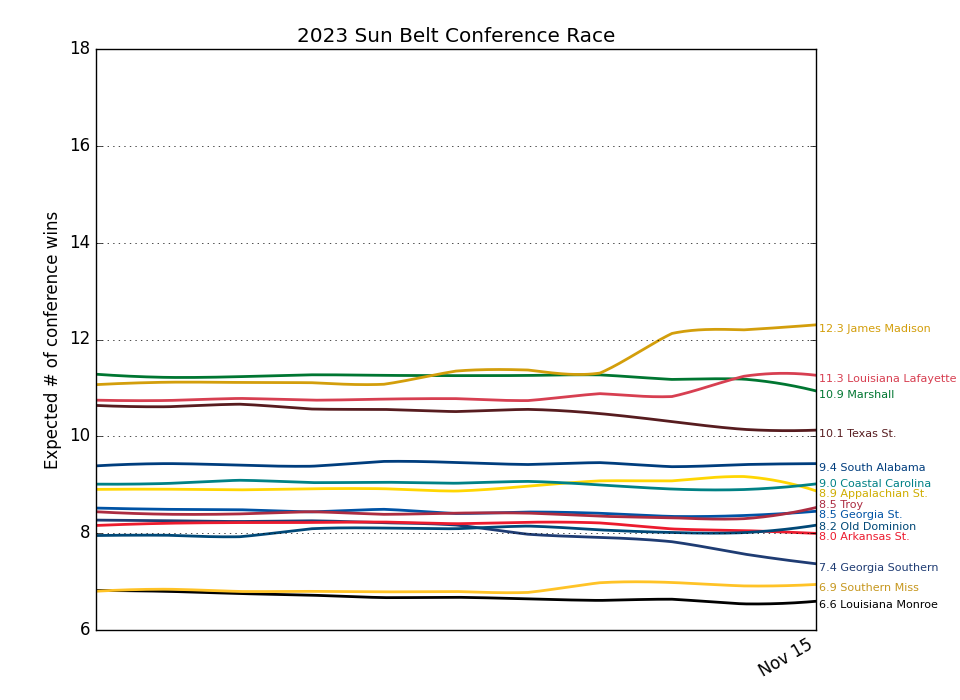 2023 Sun Belt Conference Race
Expected # of conference wins
18
16
14
12
10
8
6
12.3 James Madison
11.3 Louisiana Lafayette
10.9 Marshall
10.1 Texas St.
9.4 South Alabama
9.0 Coastal Carolina
8.9 Appalachian St.
8.5 Troy
8.5 Georgia St.
8.2 Old Dominion
8.0 Arkansas St.
7.4 Georgia Southern
6.9 Southern Miss
6.6 Louisiana Monroe
Nov 15